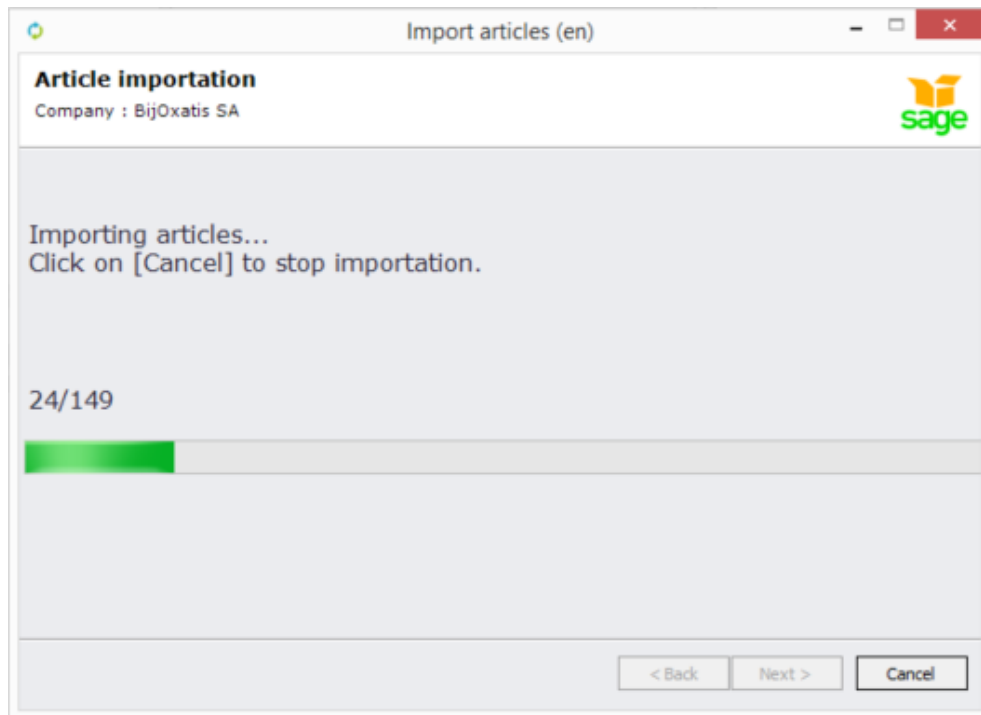 Import articles (en)
Article importation
Company : BijOxatis SA
sage
Importing articles...
Click on [Cancel] to stop importation.
24/149
< Back
Next >
Cancel